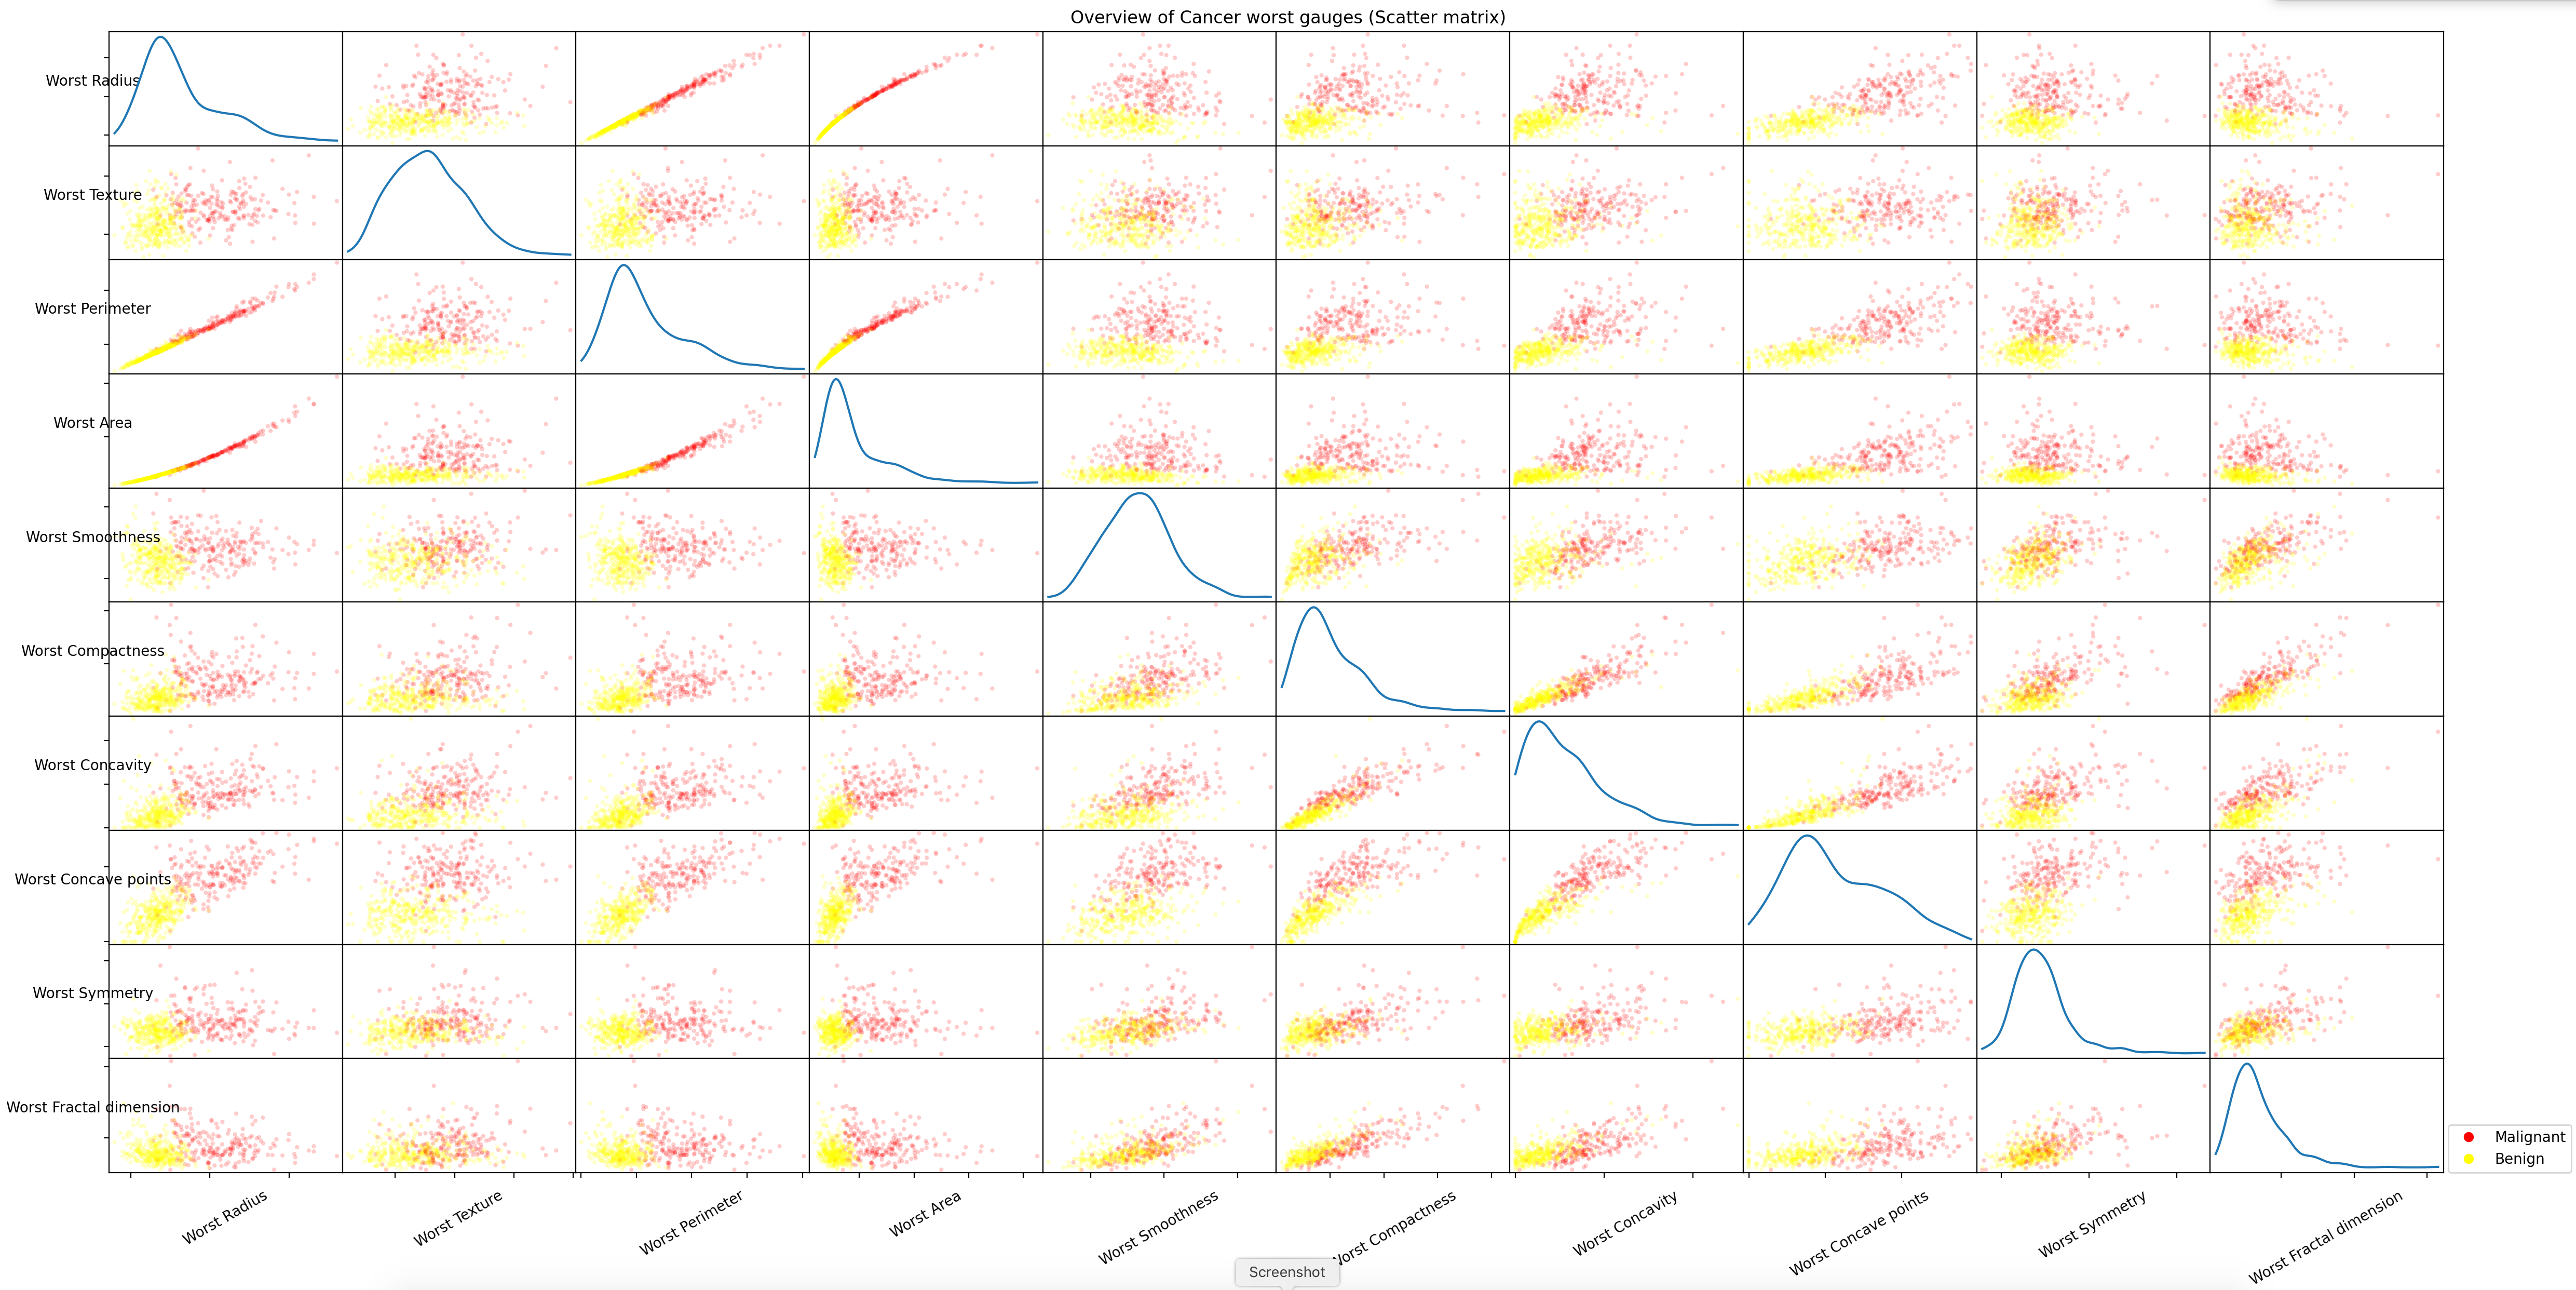 Overview of Cancer worst gauges (Scatter matrix)
Worst Radius
Worst Texture
Worst Perimeter
Worst Area
Worst Smoothness
Worst Compactness
Worst Concavity
Worst Concave points
Worst Symmetry
Worst Fractal dimension
Malignant
Benign
Worst Radius
Worst Texture
Worst Perimeter
Worst Area
Worst Smoothness
Worst Compactness
Worst Concavity
Worst Concave points
Worst Symmetry
Worst Fractal dimension
Screenshot